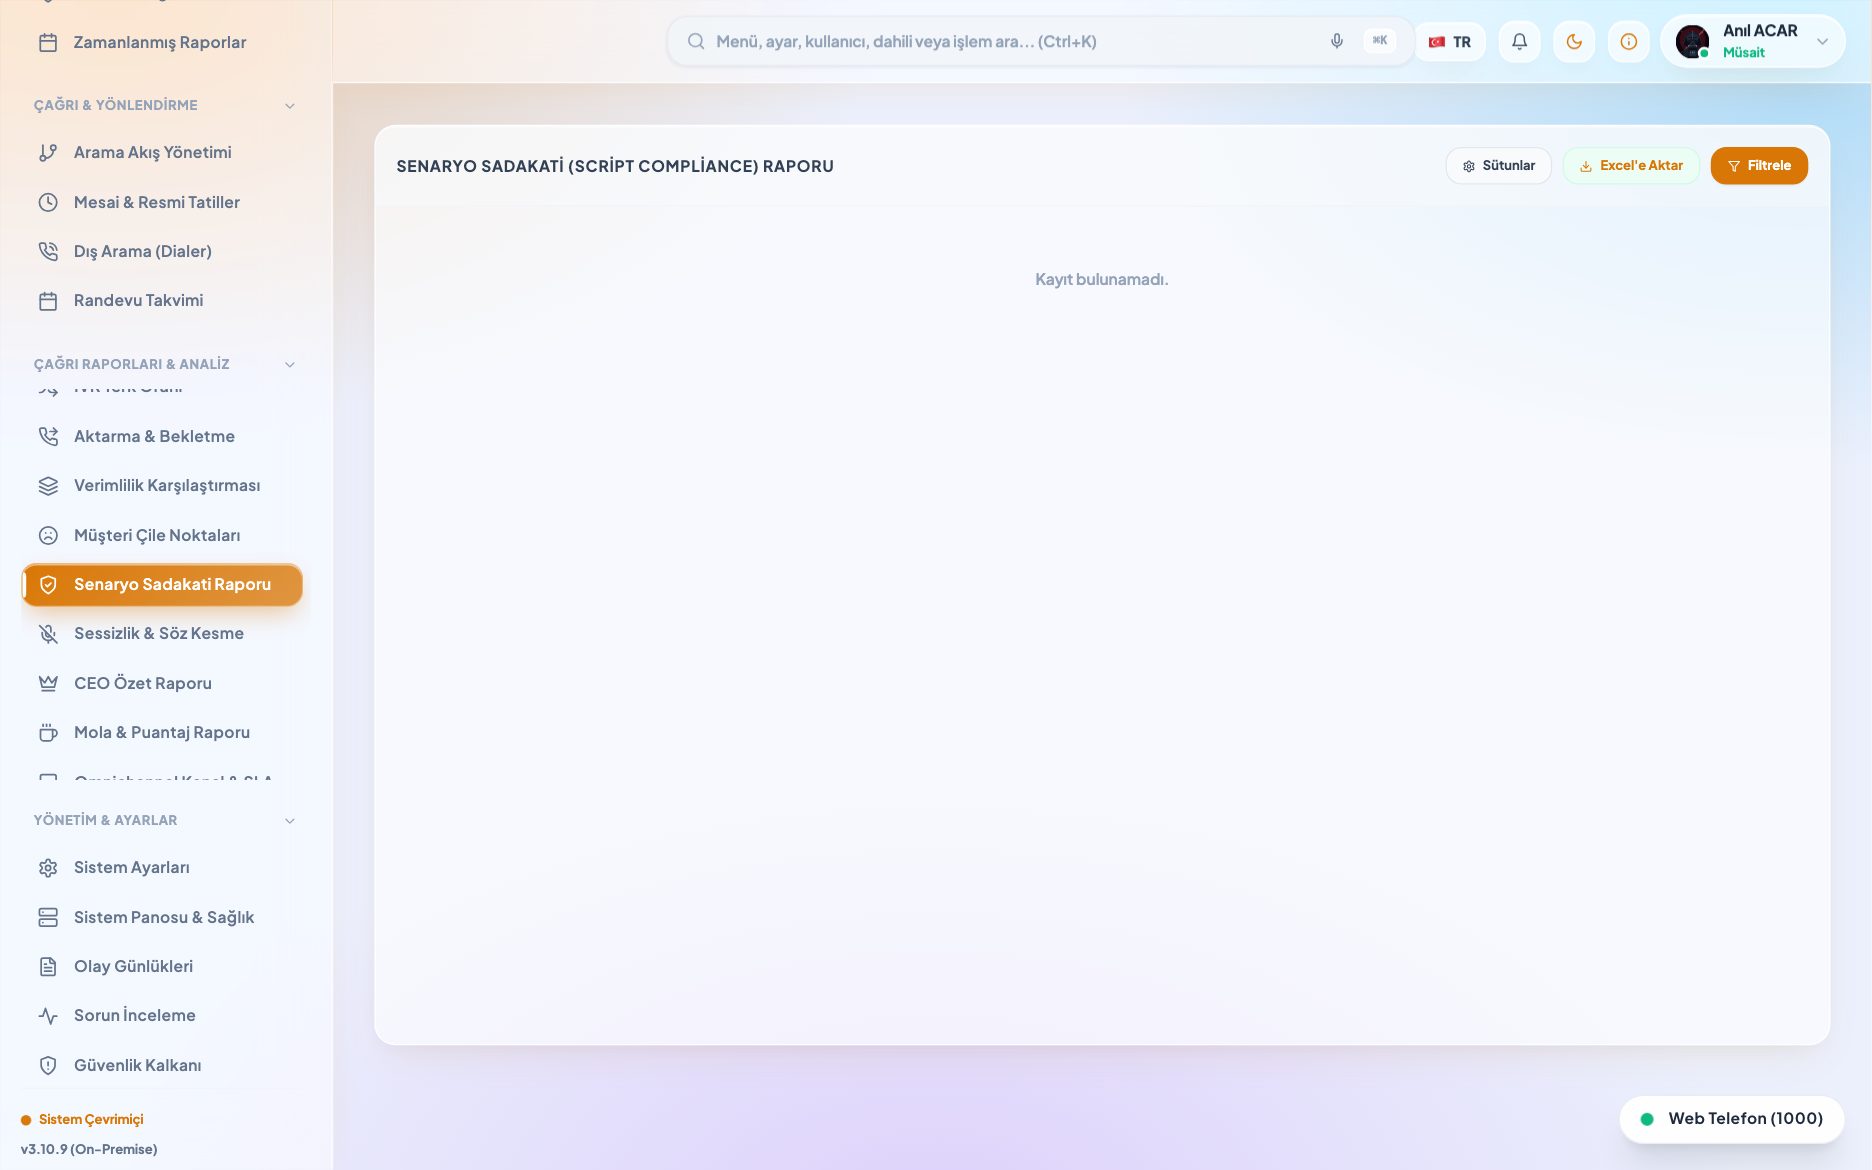 Zamanlanmış Raporlar
ÇAĞRI & YÖNLENDİRME
Arama Akış Yönetimi
Mesai & Resmi Tatiller
Dış Arama (Dialer)
Randevu Takvimi
ÇAĞRI RAPORLARI & ANALİZ
Aktarma & Bekletme
Verimlilik Karşılaştırması
Müşteri Çile Noktaları
Senaryo Sadakati Raporu
Sessizlik & Söz Kesme
CEO Özet Raporu
Mola & Puantaj Raporu
YÖNETİM & AYARLAR
Sistem Ayarları
Sistem Panosu & Sağlık
Olay Günlükleri
Sorun İnceleme
Güvenlik Kalkanı
Sistem Çevrimiçi
v3.10.9 (On-Premise)
Menü, ayar, kullanıcı, dahili veya işlem ara... (Ctrl+K)
⌘K
TR
Anıl ACAR
Müsait
SENARYO SADAKATİ (SCRİPT COMPLİANCE) RAPORU
Sütunlar
Excel'e Aktar
Filtrele
Kayıt bulunamadı.
Web Telefon (1000)